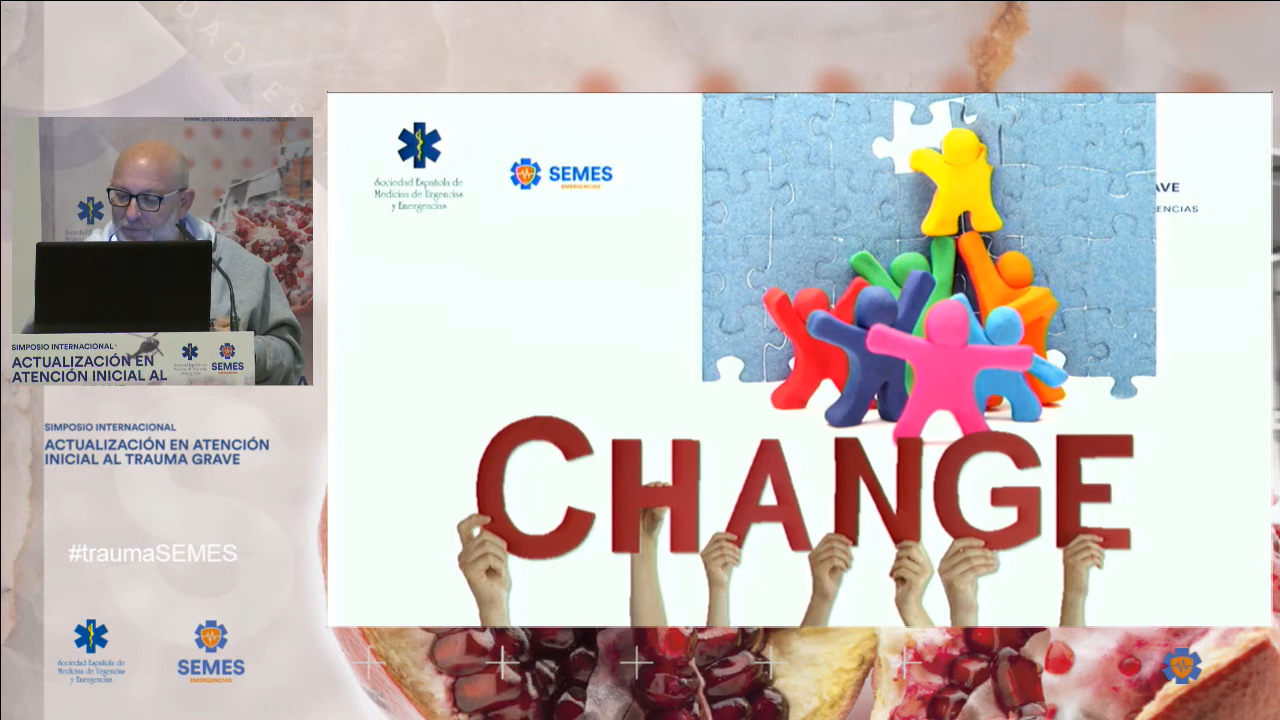 www.simposiotraumasemes2018.com
SIMPOSIO INTERNACIONAL
ACTUALIZACIÓN EN
ATENCIÓN INICIAL AL
SEMES
SIMPOSIO INTERNACIONAL
ACTUALIZACIÓN EN ATENCIÓN
INICIAL AL TRAUMA GRAVE
#traumaSEMES
Sociedad Española de
Medicina de Urgencias
y Emergencias
SEMES
EMERGENCIAS
Sociedad Española de
Medicina de Urgencias
y Emergencias
SEMES
EMERGENCIAS
AVE
ENCIAS
CHANGE